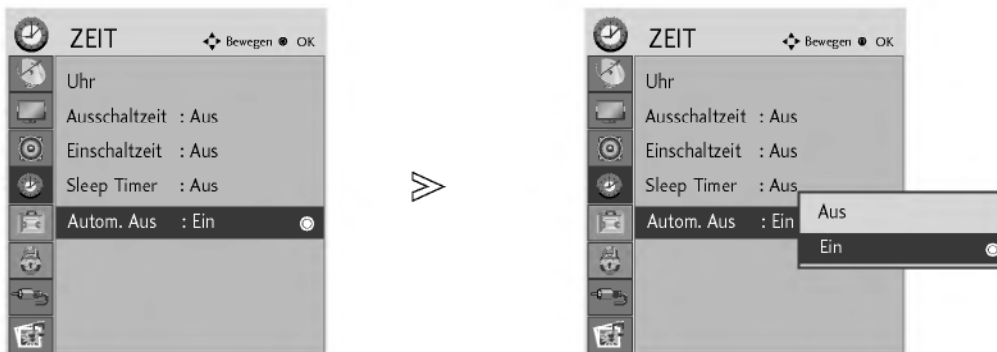 ZEIT Bewegen OK
Uhr
Ausschaltzeit : Aus
Einschaltzeit : Aus
Sleep Timer : Aus
Autom. Aus : Ein
ZEIT Bewegen OK
Uhr
Ausschaltzeit : Aus
Einschaltzeit : Aus
Sleep Timer : Aus
Autom. Aus : Ein
Aus
Ein